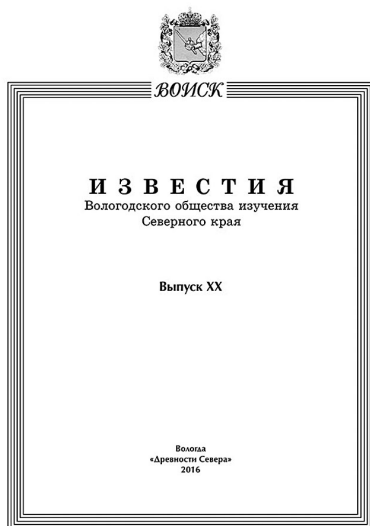 ВОИСК
ИЗВЕСТИЯ
Вологодского общества изучения
Северного края
Выпуск XX
Вологда
«Древности Севера»
2016